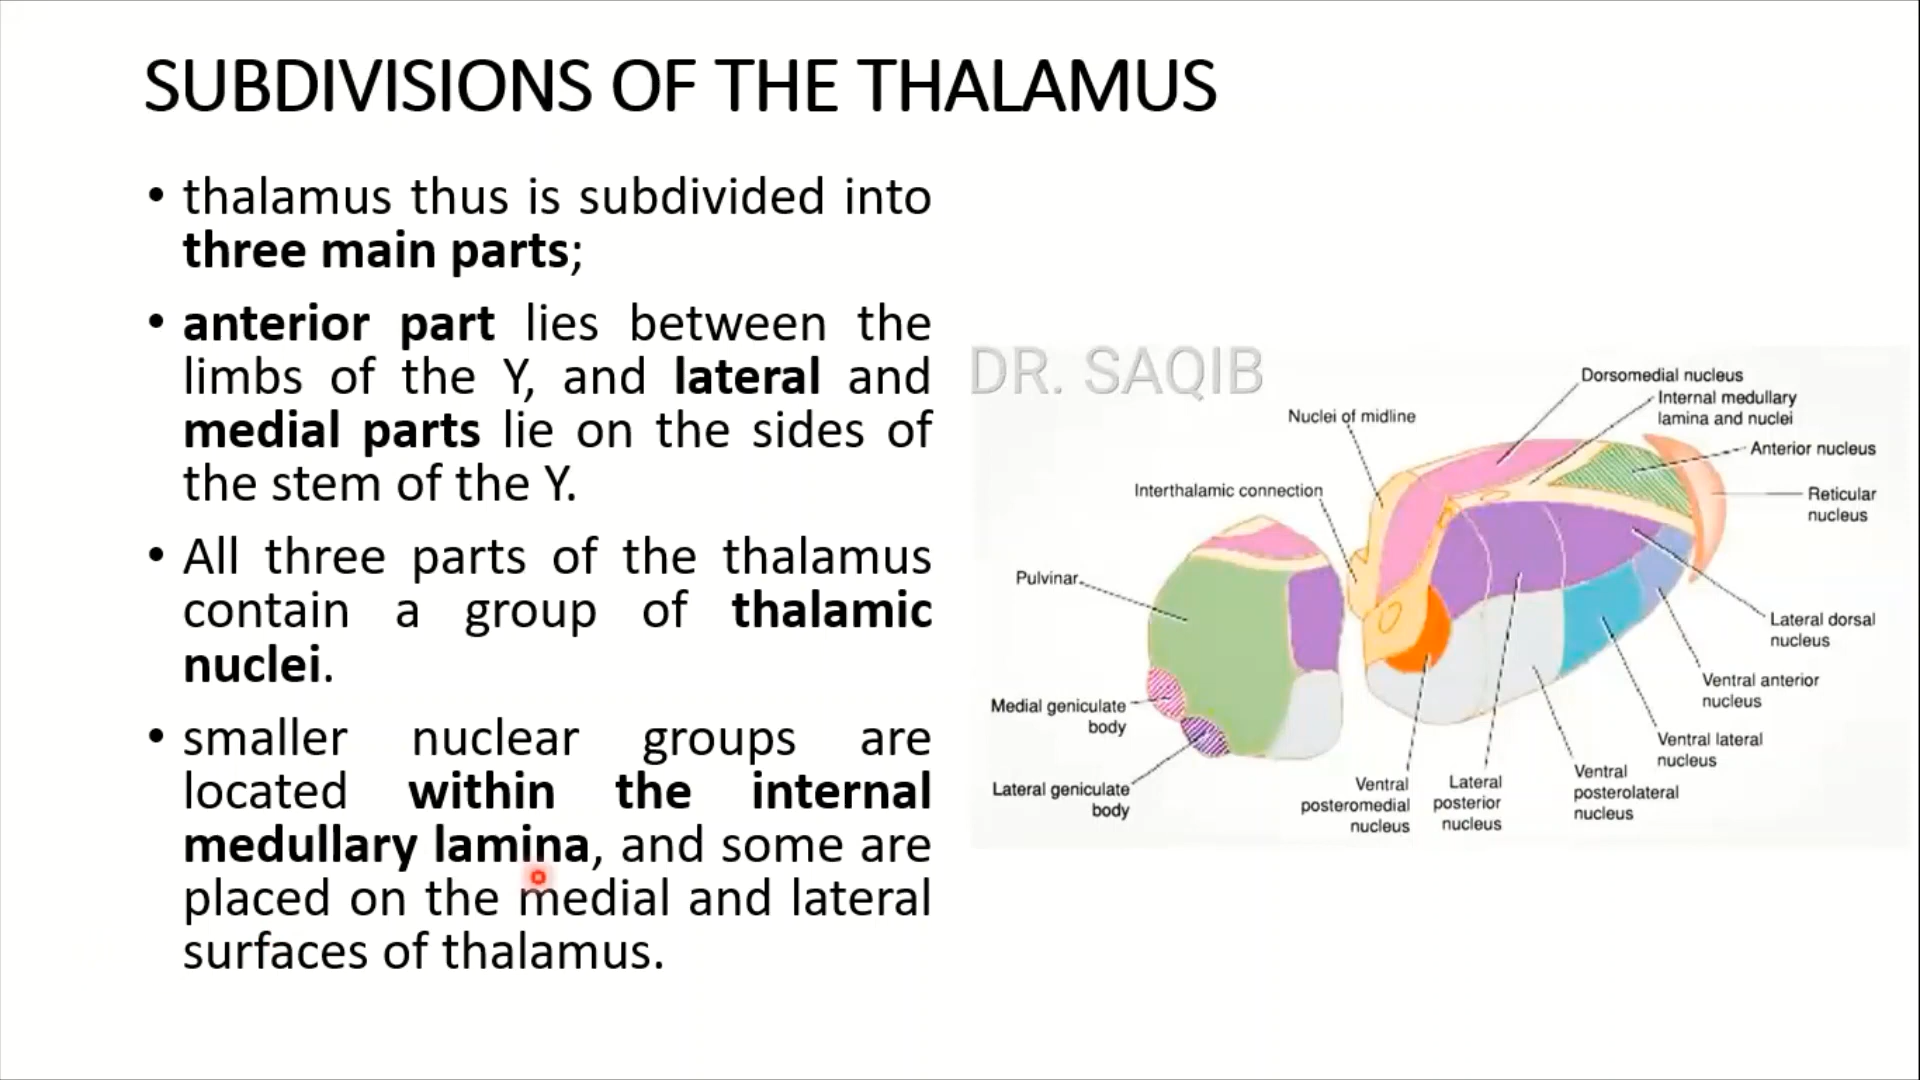 SUBDIVISIONS OF THE THALAMUS
• thalamus thus is subdivided into
three main parts;
• anterior part lies between the
limbs of the Y, and lateral and
medial parts lie on the sides of
the stem of the Y.
• All three parts of the thalamus
contain a group of thalamic
nuclei.
• smaller nuclear groups are
located within the internal
medullary lamina, and some are
placed on the medial and lateral
surfaces of thalamus.
DR. SAQIB
Dorsomedial nucleus
Internal medullary
lamina and nuclei
Nuclei of midline
Anterior nucleus
Interthalamic connection
Reticular
nucleus
Pulvinar
Lateral dorsal
nucleus
Ventral anterior
nucleus
Medial geniculate
body
Ventral lateral
nucleus
Lateral geniculate
body
Ventral
posteromedial
nucleus
Lateral
posterior
nucleus
Ventral
posterolateral
nucleus